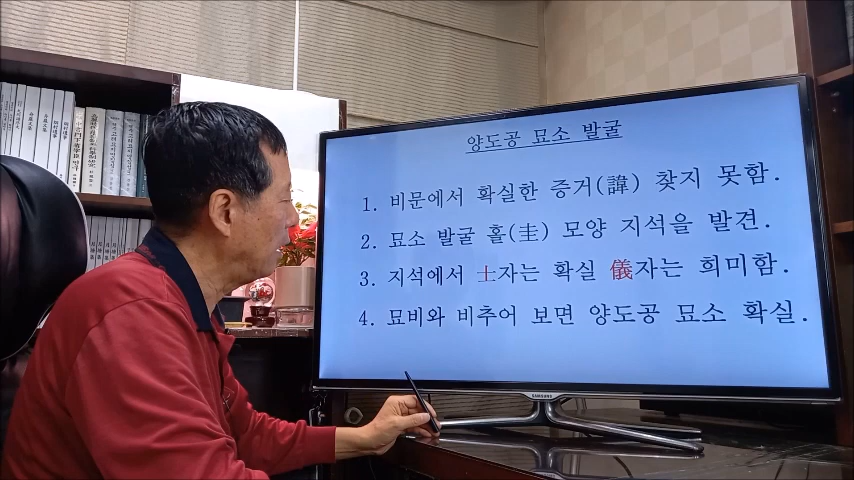 양도공 묘소 발굴
1. 비문에서 확실한 증거(諱) 찾지 못함.
2. 묘소 발굴 홀(圭) 모양 지석을 발견.
3. 지석에서 士자는 확실 儀자는 희미함.
4. 묘비와 비추어 보면 양도공 묘소 확실.
SAMSUNG